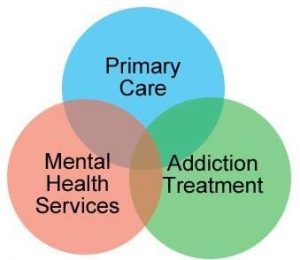 Primary
Care
Mental
Health
Services
Addiction
Treatment